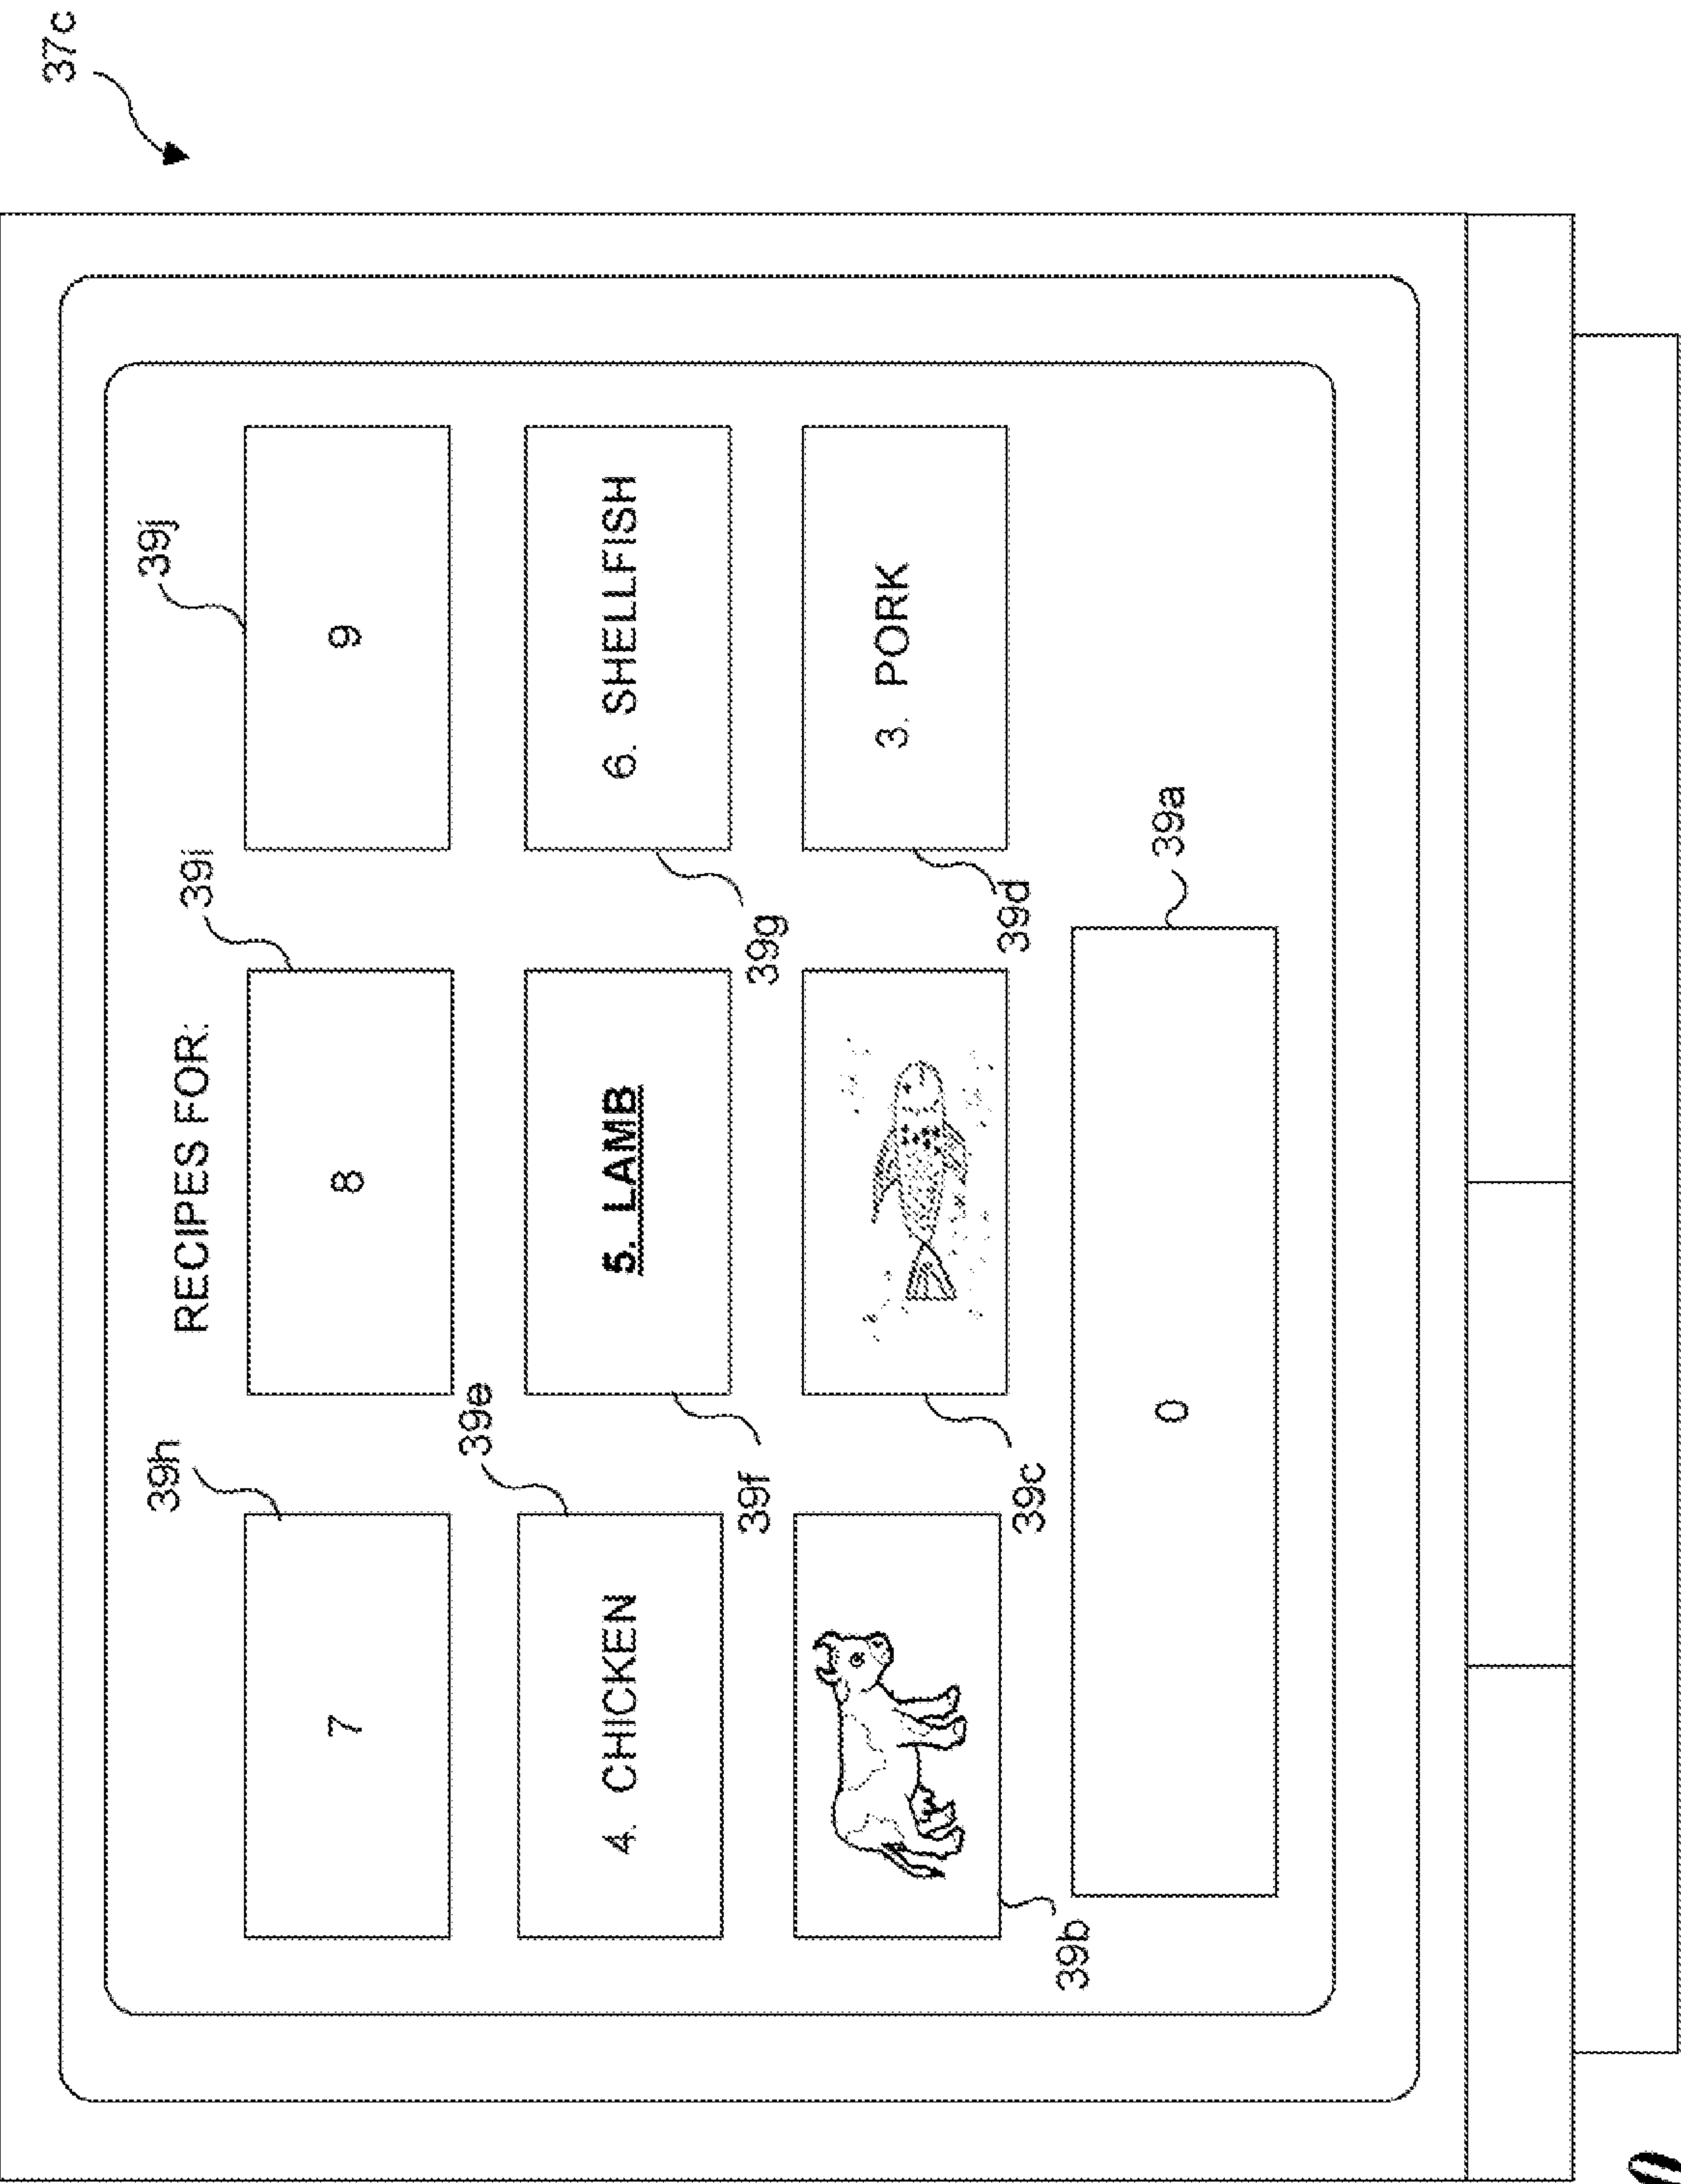 37c
RECIPES FOR:
39h
39i
39j
7
8
9
39e
4. CHICKEN
5. LAMB
6. SHELLFISH
39f
39g
3. PORK
39b
39c
39d
0
39a